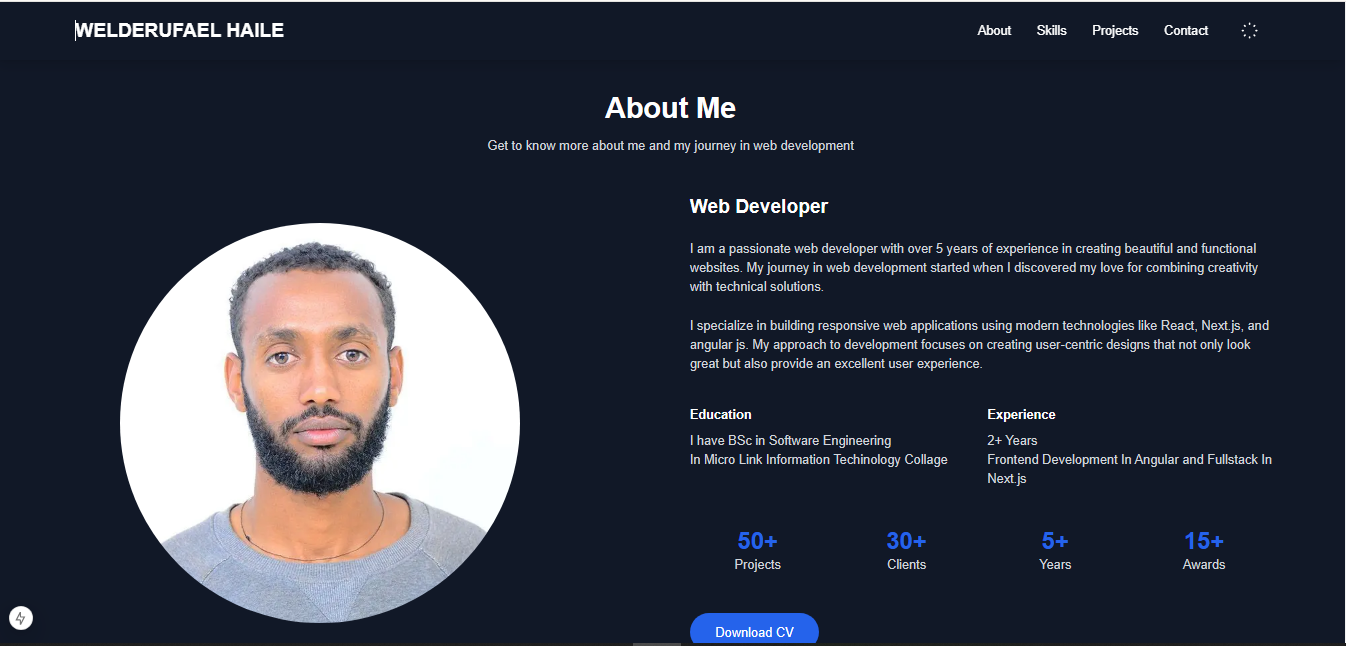 WELDERUFAEL HAILE
About Skills Projects Contact
About Me
Get to know more about me and my journey in web development
Web Developer
I am a passionate web developer with over 5 years of experience in creating beautiful and functional
websites. My journey in web development started when I discovered my love for combining creativity
with technical solutions.
I specialize in building responsive web applications using modern technologies like React, Next.js, and
angular js. My approach to development focuses on creating user-centric designs that not only look
great but also provide an excellent user experience.
Education
I have BSc in Software Engineering
In Micro Link Information Techinology Collage
Experience
2+ Years
Frontend Development In Angular and Fullstack In
Next.js
50+ 30+ 5+ 15+
Projects Clients Years Awards
Download CV